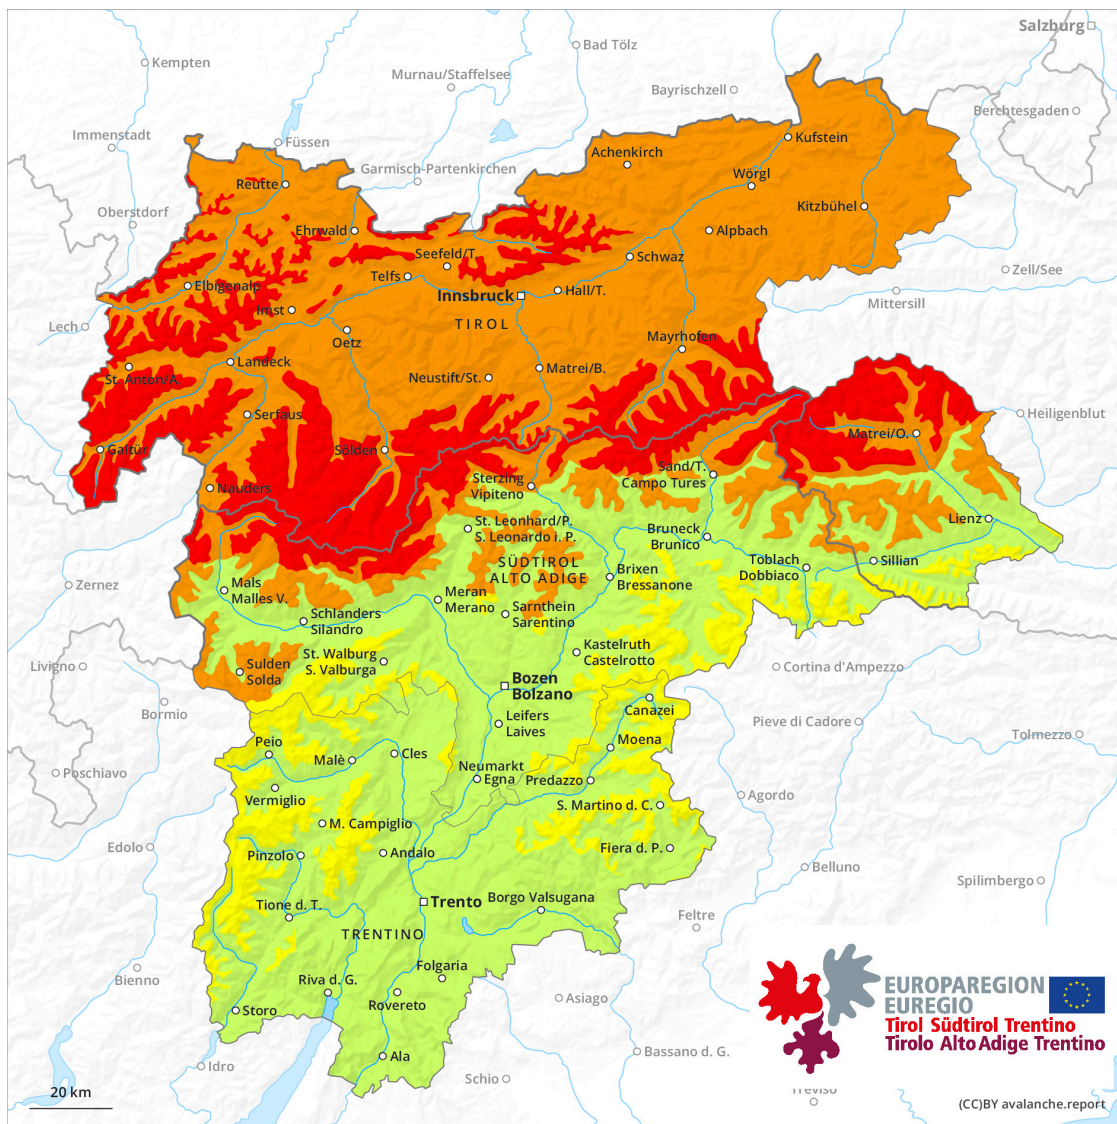 Salzburg
Bad Tölz
Kempten
Murnau/Staffelsee
Bayrischzell
Berchtesgaden
Immenstadt
Füssen
Kufstein
Achenkirch
Garmisch-Partenkirchen
Wörgl
Reutte
Oberstdorf
Kitzbühel
Ehrwald
Alpbach
Seefeld/T.
Schwaz
Telfs
Zell/See
Elbigenalp
Innsbruck
Hall/T.
Mittersill
Imst
TIROL
Lech
Oetz
Mayrhofen
Landeck
Matrei/B.
St. Anton/A.
Neustift/St.
Serfaus
Heiligenblut
Matrei/O.
Galtür
Sölden
Sand/T.
Campo Tures
Sterzing
Vipiteno
Nauders
St. Leonhard/P.
S. Leonardo i. P.
Lienz
Bruneck
Brunico
SÜDTIROL
ALTO ADIGE
Toblach
Dobbiaco
Sillian
Brixen
Bressanone
Zernez
Mals
Malles V.
Meran
Merano
Sarnthein
Sarentino
Schlanders
Silandro
Kastelruth
Castelrotto
St. Walburg
S. Valburga
Livigno
Sulden
Solda
Cortina d'Ampezzo
Bozen
Bolzano
Bormio
Canazei
Leifers
Laives
Pieve di Cadore
Tolmezzo
Peio
Moena
Cles
Malè
Poschiavo
Neumarkt
Egna
Predazzo
Vermiglio
Agordo
S. Martino d. C.
M. Campiglio
Edolo
Pinzolo
Andalo
Fiera d. P.
Belluno
Spilimbergo
Tione d. T.
Trento
Borgo Valsugana
Feltre
TRENTINO
Folgaria
Bienno
Riva d. G.
Rovereto
Asiago
Storo
EUROPAREGION
EUREGIO
Tirol Südtirol Trentino
Tirolo Alto Adige Trentino
Ala
Bassano d. G.
Idro
Schio
Treviso
20 km
(CC)BY avalanche.report